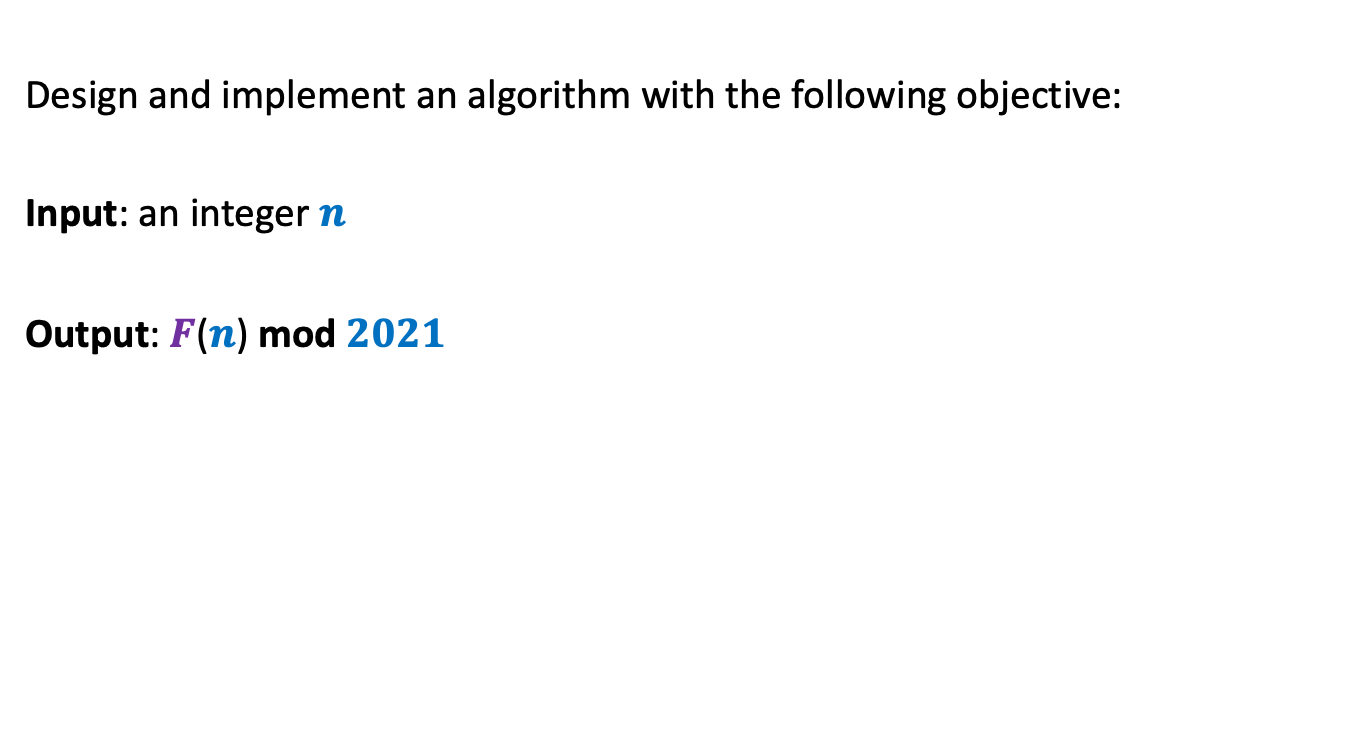 Design and implement an algorithm with the following objective:
Input: an integer n
Output: F(n) mod 2021